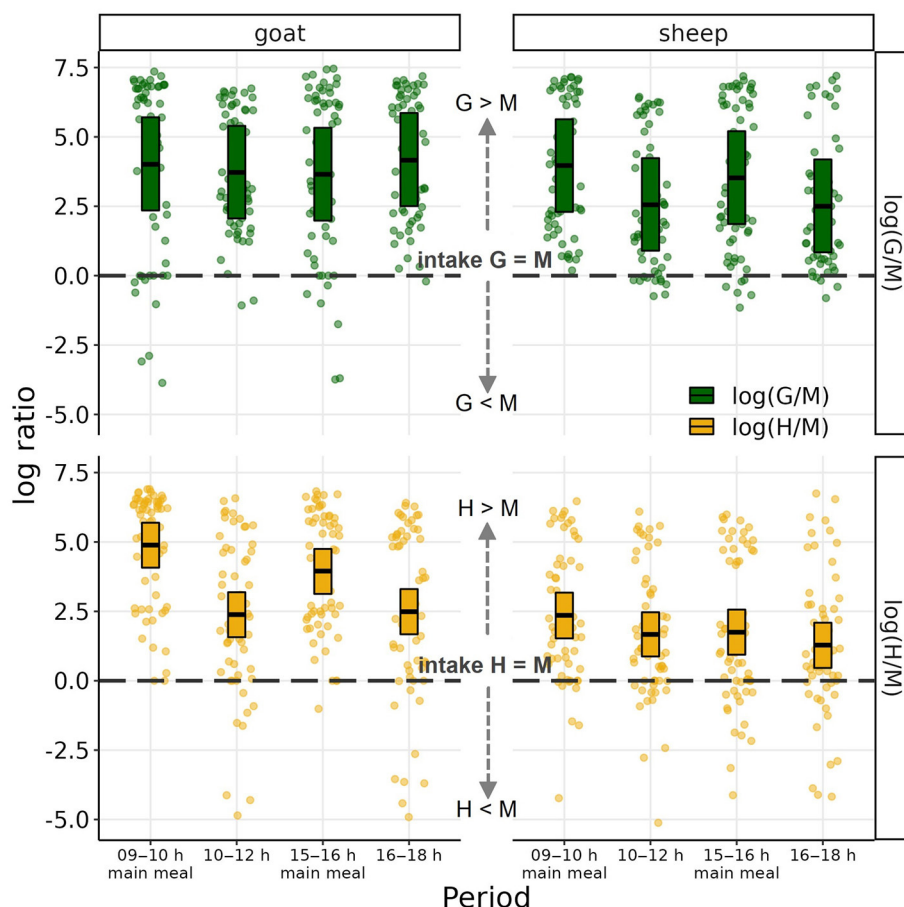 goat
sheep
log ratio
7.5
5.0
2.5
0.0
-2.5
-5.0
G > M
intake G = M
G < M
log(G/M)
log(G/M)
log(H/M)
7.5
5.0
2.5
0.0
-2.5
-5.0
H > M
intake H = M
H < M
log(H/M)
09–10 h
main meal
10–12 h
15–16 h
main meal
16–18 h
09–10 h
main meal
10–12 h
15–16 h
main meal
16–18 h
Period